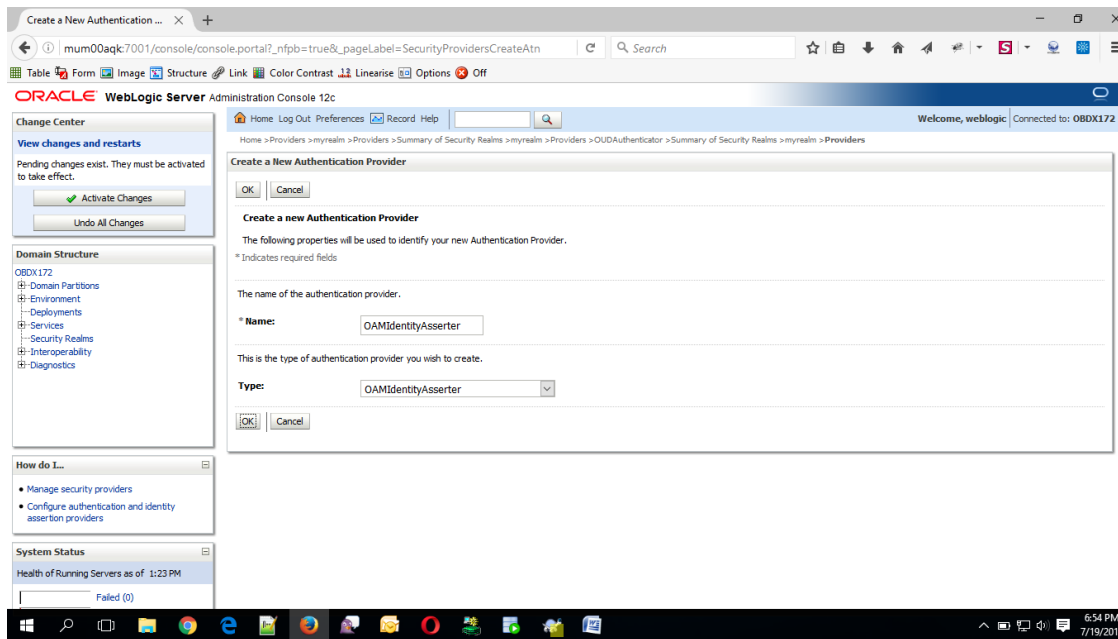 Create a New Authentication ...
mum00aqk:7001/console/console.portal?_nfpb=true&_pageLabel=SecurityProvidersCreateAtn
Search
Table Form Image Structure Link Color Contrast Linearise Options Off
ORACLE WebLogic Server Administration Console 12c
Change Center
View changes and restarts
Pending changes exist. They must be activated
to take effect.
Activate Changes
Undo All Changes
Domain Structure
OBDX172
Domain Partitions
Environment
Deployments
Services
Security Realms
Interoperability
Diagnostics
How do I...
Manage security providers
Configure authentication and identity
assertion providers
System Status
Health of Running Servers as of 1:23 PM
Failed (0)
Home Log Out Preferences Record Help
Welcome, weblogic Connected to: OBDX172
Home >Providers >myrealm >Providers >Summary of Security Realms >myrealm >Providers >OUDAuthenticator >Summary of Security Realms >myrealm >Providers
Create a New Authentication Provider
OK Cancel
Create a new Authentication Provider
The following properties will be used to identify your new Authentication Provider.
* Indicates required fields
The name of the authentication provider.
* Name: OAMIdentityAsserter
This is the type of authentication provider you wish to create.
Type: OAMIdentityAsserter
OK Cancel
6:54 PM
7/19/201